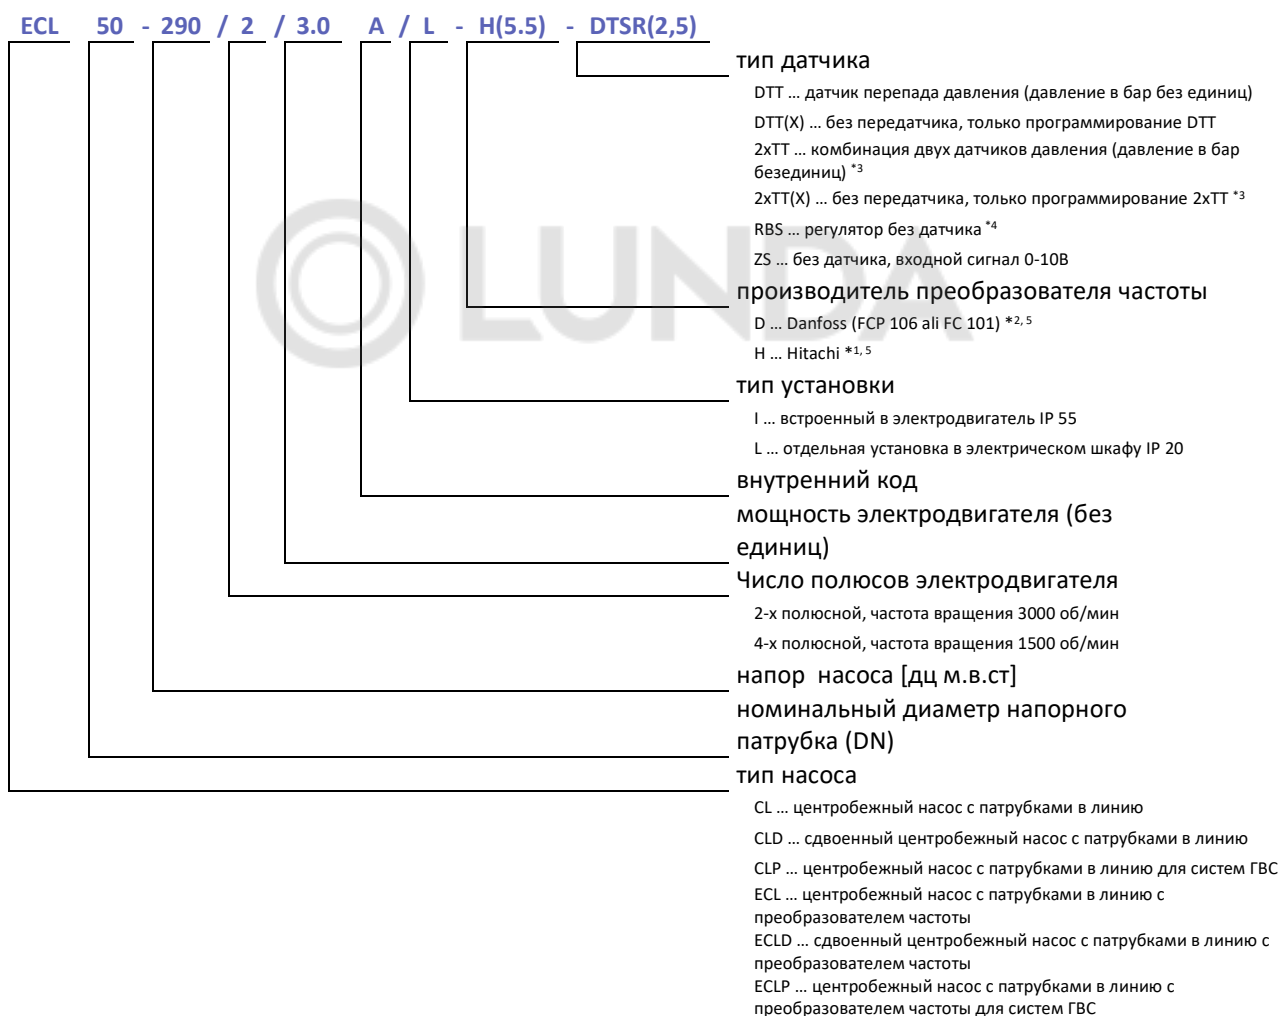 ECL 50 - 290 / 2 / 3.0 A / L - H(5.5) - DTSR(2,5)
тип датчика
DTT ... датчик перепада давления (давление в бар без единиц)
DTT(X) ... без передатчика, только программирование DTT
2xTT ... комбинация двух датчиков давления (давление в бар
безединиц) *3
2xTT(X) ... без передатчика, только программирование 2xTT *3
RBS ... регулятор без датчика *4
ZS ... без датчика, входной сигнал 0-10В
LUNDA
производитель преобразователя частоты
D ... Danfoss (FCP 106 ali FC 101) *2, 5
H ... Hitachi *1, 5
тип установки
I ... встроенный в электродвигатель IP 55
L ... отдельная установка в электрическом шкафу IP 20
внутренний код
мощность электродвигателя (без
единиц)
Число полюсов электродвигателя
2-х полюсной, частота вращения 3000 об/мин
4-х полюсной, частота вращения 1500 об/мин
напор насоса [дц м.в.ст]
номинальный диаметр напорного
патрубка (DN)
тип насоса
CL ... центробежный насос с патрубками в линию
CLD ... сдвоенный центробежный насос с патрубками в линию
CLP ... центробежный насос с патрубками в линию для систем ГВС
ECL ... центробежный насос с патрубками в линию с
преобразователем частоты
ECLD ... сдвоенный центробежный насос с патрубками в линию с
преобразователем частоты
ECLP ... центробежный насос с патрубками в линию с
преобразователем частоты для систем ГВС